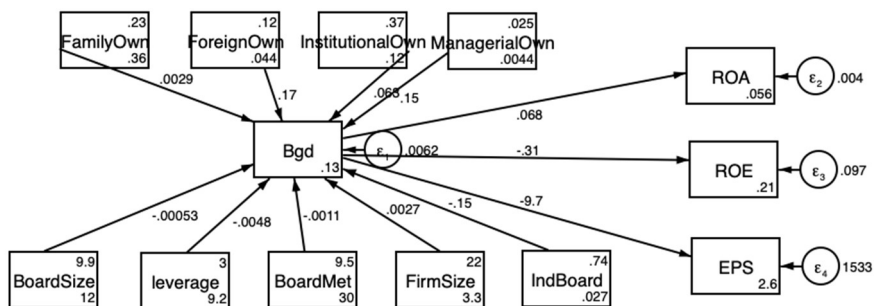 .23
FamilyOwn
.36
.12
ForeignOwn
.044
.37
InstitutionalOwn
.12
.025
ManagerialOwn
.0044
.0029
.17
.063
.15
Bgd
.13
ε1
.0062
.068
-.31
-9.7
ROA
.056
ε2
.004
ROE
.21
ε3
.097
EPS
2.6
ε4
1533
-.00053
-.0048
-.0011
.0027
-.15
9.9
BoardSize
12
3
leverage
9.2
9.5
BoardMet
30
22
FirmSize
3.3
.74
IndBoard
.027